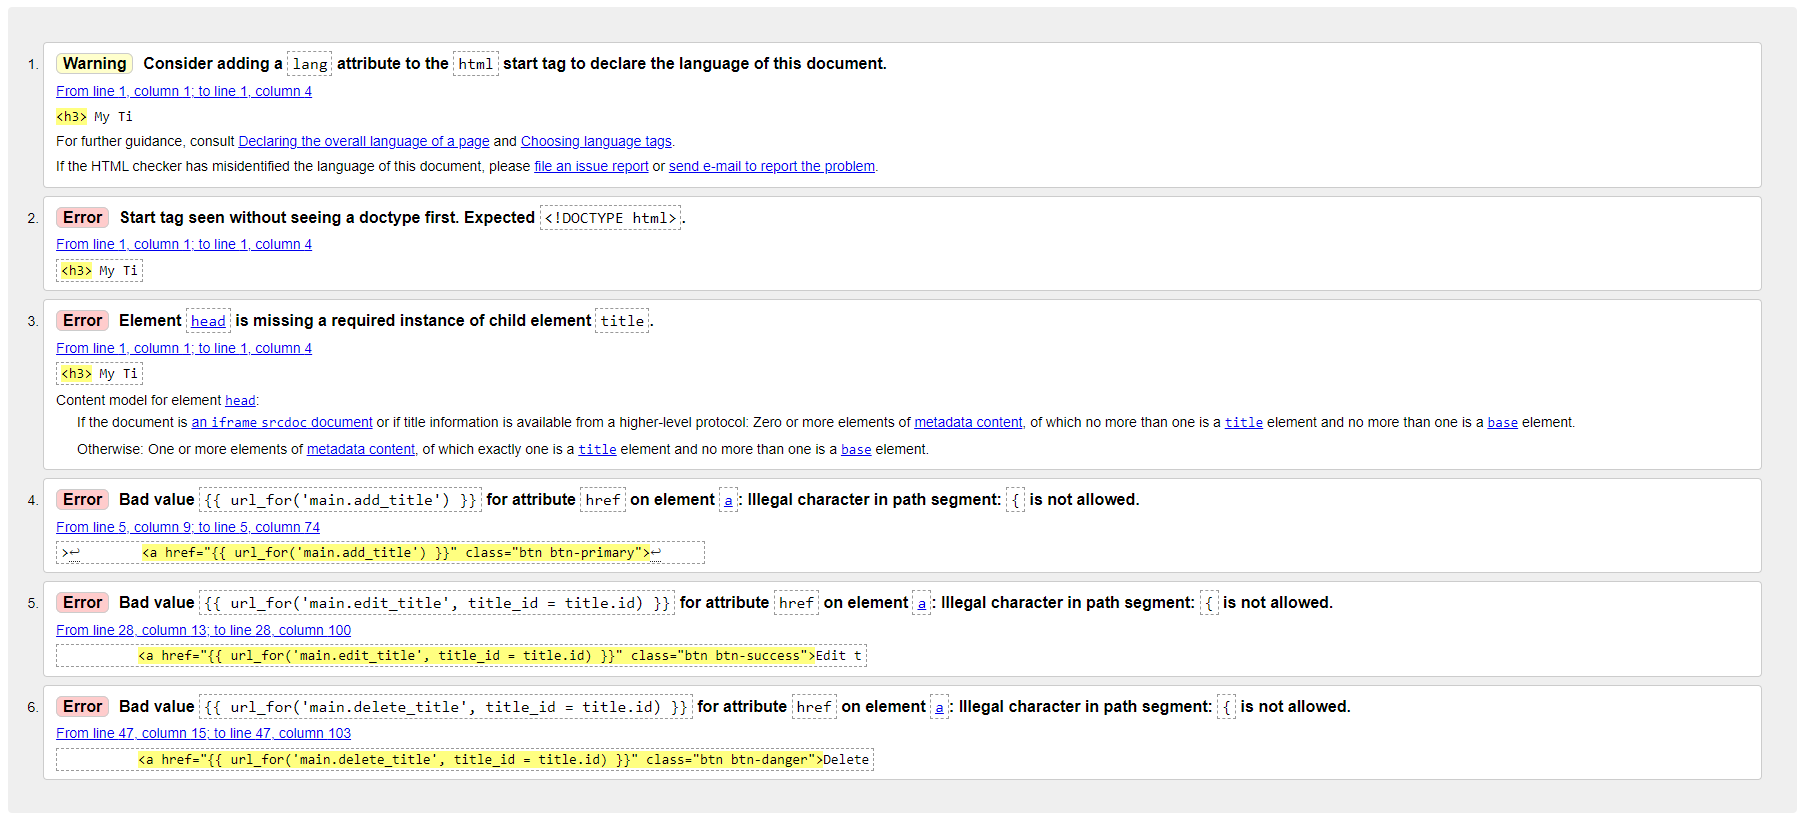 1. Warning Consider adding a lang attribute to the html start tag to declare the language of this document.
From line 1, column 1; to line 1, column 4
<h3> My Ti
For further guidance, consult Declaring the overall language of a page and Choosing language tags.
If the HTML checker has misidentified the language of this document, please file an issue report or send e-mail to report the problem.
2. Error Start tag seen without seeing a doctype first. Expected <!DOCTYPE html>.
From line 1, column 1; to line 1, column 4
<h3> My Ti
3. Error Element head is missing a required instance of child element title.
From line 1, column 1; to line 1, column 4
<h3> My Ti
Content model for element head:
If the document is an iframe srcdoc document or if title information is available from a higher-level protocol: Zero or more elements of metadata content, of which no more than one is a title element and no more than one is a base element.
Otherwise: One or more elements of metadata content, of which exactly one is a title element and no more than one is a base element.
4. Error Bad value {{ url_for('main.add_title') }} for attribute href on element a: Illegal character in path segment: { is not allowed.
From line 5, column 9; to line 5, column 74
>↩ <a href="{{ url_for('main.add_title') }}" class="btn btn-primary">↩
5. Error Bad value {{ url_for('main.edit_title', title_id = title.id) }} for attribute href on element a: Illegal character in path segment: { is not allowed.
From line 28, column 13; to line 28, column 100
<a href="{{ url_for('main.edit_title', title_id = title.id) }}" class="btn btn-success">Edit t
6. Error Bad value {{ url_for('main.delete_title', title_id = title.id) }} for attribute href on element a: Illegal character in path segment: { is not allowed.
From line 47, column 15; to line 47, column 103
<a href="{{ url_for('main.delete_title', title_id = title.id) }}" class="btn btn-danger">Delete